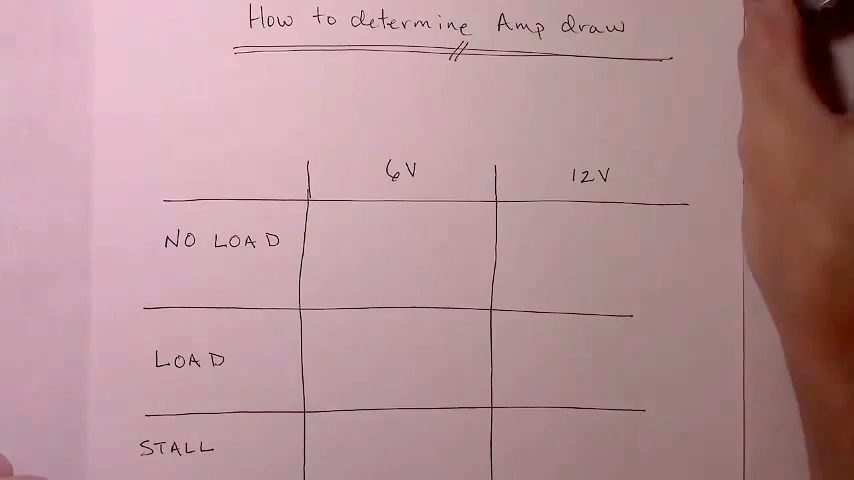 How to determine Amp draw
6V 12V
NO LOAD
LOAD
STALL